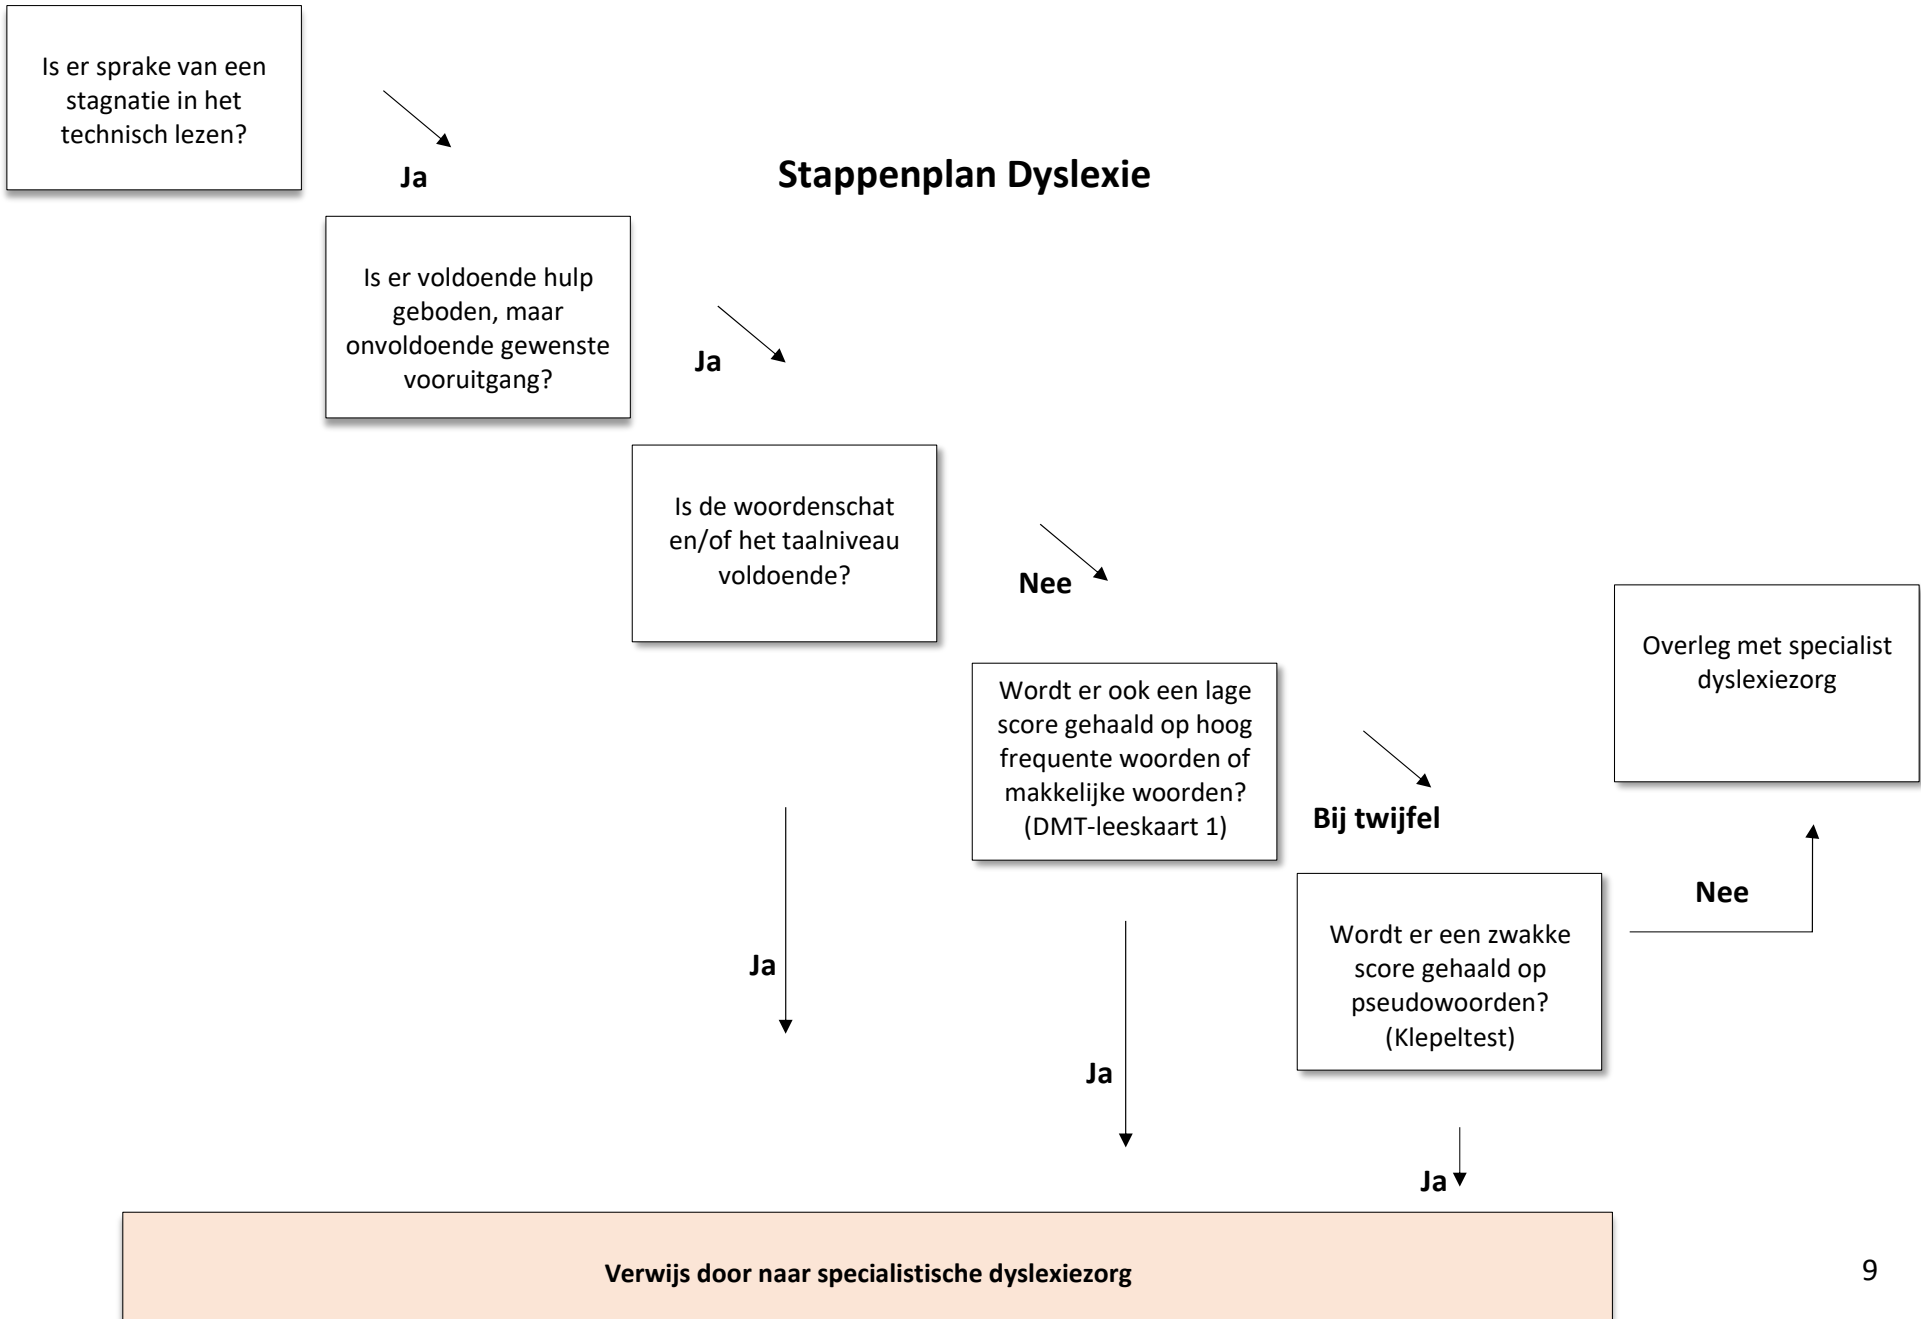 Is er sprake van een
stagnatie in het
technisch lezen?
Ja
Stappenplan Dyslexie
Is er voldoende hulp
geboden, maar
onvoldoende gewenste
vooruitgang?
Ja
Is de woordenschat
en/of het taalniveau
voldoende?
Nee
Wordt er ook een lage
score gehaald op hoog
frequente woorden of
makkelijke woorden?
(DMT-leeskaart 1)
Bij twijfel
Overleg met specialist
dyslexiezorg
Nee
Wordt er een zwakke
score gehaald op
pseudowoorden?
(Klepeltest)
Ja
Ja
Ja
Verwijs door naar specialistische dyslexiezorg
9